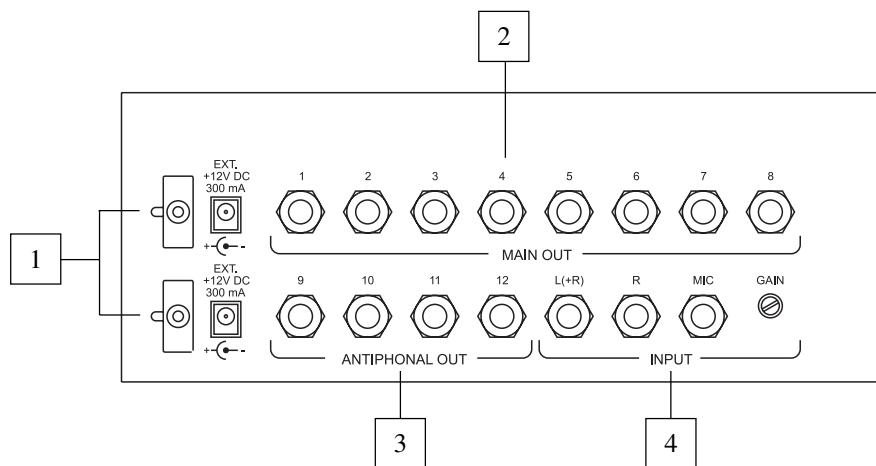 2
EXT.
+12V DC
300 mA
+ -
1 2 3 4 5 6 7 8
MAIN OUT
1
EXT.
+12V DC
300 mA
+ -
9 10 11 12 L(+R) R MIC GAIN
ANTIPHONAL OUT INPUT
3 4